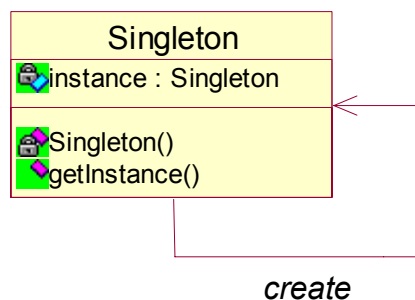 Singleton
instance : Singleton
Singleton()
getInstance()
create